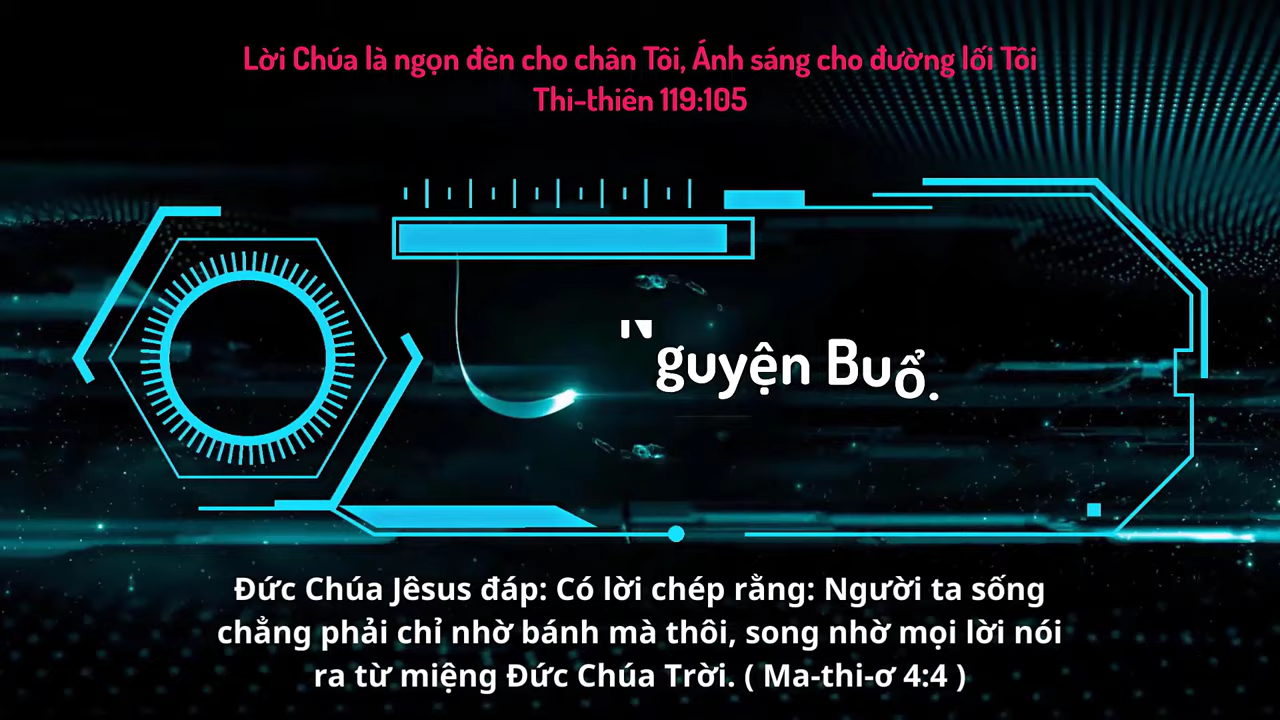 Lời Chúa là ngọn đèn cho chân Tôi, Ánh sáng cho đường lối Tôi
Thi-thiên 119:105
guyện Buổ
Đức Chúa Jêsus đáp: Có lời chép rằng: Người ta sống
chẳng phải chỉ nhờ bánh mà thôi, song nhờ mọi lời nói
ra từ miệng Đức Chúa Trời. ( Ma-thi-ơ 4:4 )